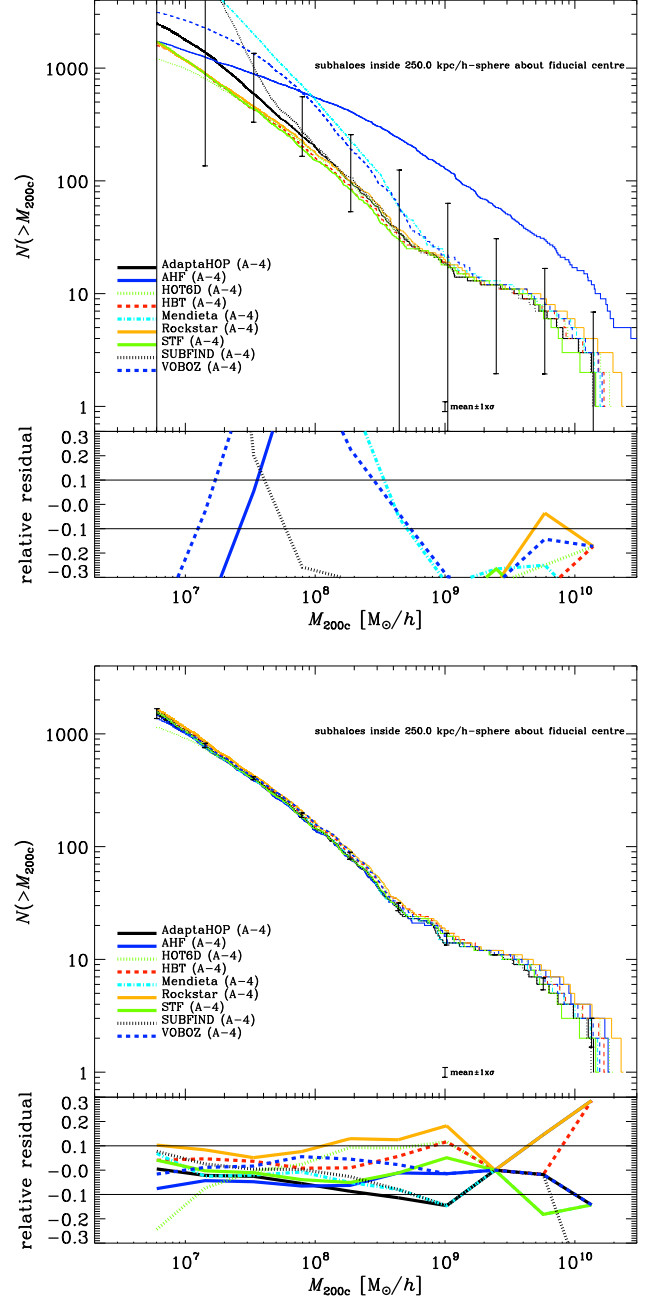 1000
100
10
1
N(>M200c)
subhaloes inside 250.0 kpc/h-sphere about fiducial centre
AdaptaHOP (A-4)
AHF (A-4)
HOT6D (A-4)
HBT (A-4)
Mendieta (A-4)
Rockstar (A-4)
STF (A-4)
SUBFIND (A-4)
VOBOZ (A-4)
mean±1xσ
relative residual
0.3
0.2
0.1
-0.0
-0.1
-0.2
-0.3
10^7
10^8
10^9
10^10
M200c [M⊙/h]
1000
100
10
1
N(>M200c)
subhaloes inside 250.0 kpc/h-sphere about fiducial centre
AdaptaHOP (A-4)
AHF (A-4)
HOT6D (A-4)
HBT (A-4)
Mendieta (A-4)
Rockstar (A-4)
STF (A-4)
SUBFIND (A-4)
VOBOZ (A-4)
mean±1xσ
relative residual
0.3
0.2
0.1
-0.0
-0.1
-0.2
-0.3
10^7
10^8
10^9
10^10
M200c [M⊙/h]